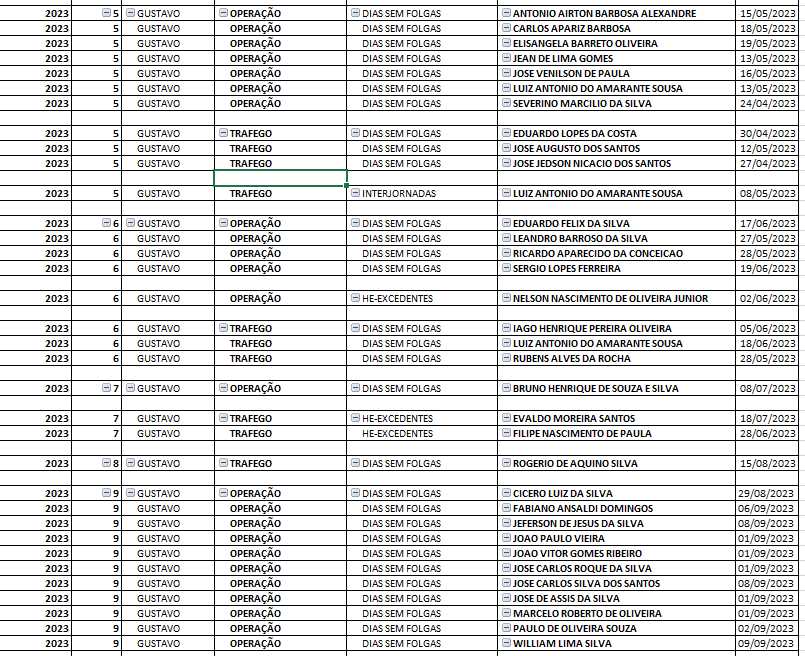 2023 5 GUSTAVO OPERAÇÃO DIAS SEM FOLGAS ANTONIO AIRTON BARBOSA ALEXANDRE 15/05/2023
2023 5 GUSTAVO OPERAÇÃO DIAS SEM FOLGAS CARLOS APARIZ BARBOSA 18/05/2023
2023 5 GUSTAVO OPERAÇÃO DIAS SEM FOLGAS ELISANGELA BARRETO OLIVEIRA 19/05/2023
2023 5 GUSTAVO OPERAÇÃO DIAS SEM FOLGAS JEAN DE LIMA GOMES 13/05/2023
2023 5 GUSTAVO OPERAÇÃO DIAS SEM FOLGAS JOSE VENILSON DE PAULA 16/05/2023
2023 5 GUSTAVO OPERAÇÃO DIAS SEM FOLGAS LUIZ ANTONIO DO AMARANTE SOUSA 13/05/2023
2023 5 GUSTAVO OPERAÇÃO DIAS SEM FOLGAS SEVERINO MARCILIO DA SILVA 24/04/2023
2023 5 GUSTAVO TRAFEGO DIAS SEM FOLGAS EDUARDO LOPES DA COSTA 30/04/2023
2023 5 GUSTAVO TRAFEGO DIAS SEM FOLGAS JOSE AUGUSTO DOS SANTOS 12/05/2023
2023 5 GUSTAVO TRAFEGO DIAS SEM FOLGAS JOSE JEDSON NICACIO DOS SANTOS 27/04/2023
2023 5 GUSTAVO TRAFEGO INTERJORNADAS LUIZ ANTONIO DO AMARANTE SOUSA 08/05/2023
2023 6 GUSTAVO OPERAÇÃO DIAS SEM FOLGAS EDUARDO FELIX DA SILVA 17/06/2023
2023 6 GUSTAVO OPERAÇÃO DIAS SEM FOLGAS LEANDRO BARROSO DA SILVA 27/05/2023
2023 6 GUSTAVO OPERAÇÃO DIAS SEM FOLGAS RICARDO APARECIDO DA CONCEICAO 28/05/2023
2023 6 GUSTAVO OPERAÇÃO DIAS SEM FOLGAS SERGIO LOPES FERREIRA 19/06/2023
2023 6 GUSTAVO OPERAÇÃO HE-EXCEDENTES NELSON NASCIMENTO DE OLIVEIRA JUNIOR 02/06/2023
2023 6 GUSTAVO TRAFEGO DIAS SEM FOLGAS IAGO HENRIQUE PEREIRA OLIVEIRA 05/06/2023
2023 6 GUSTAVO TRAFEGO DIAS SEM FOLGAS LUIZ ANTONIO DO AMARANTE SOUSA 18/06/2023
2023 6 GUSTAVO TRAFEGO DIAS SEM FOLGAS RUBENS ALVES DA ROCHA 28/05/2023
2023 7 GUSTAVO OPERAÇÃO DIAS SEM FOLGAS BRUNO HENRIQUE DE SOUZA E SILVA 08/07/2023
2023 7 GUSTAVO TRAFEGO HE-EXCEDENTES EVALDO MOREIRA SANTOS 18/07/2023
2023 7 GUSTAVO TRAFEGO HE-EXCEDENTES FILIPE NASCIMENTO DE PAULA 28/06/2023
2023 8 GUSTAVO TRAFEGO DIAS SEM FOLGAS ROGERIO DE AQUINO SILVA 15/08/2023
2023 9 GUSTAVO OPERAÇÃO DIAS SEM FOLGAS CICERO LUIZ DA SILVA 29/08/2023
2023 9 GUSTAVO OPERAÇÃO DIAS SEM FOLGAS FABIANO ANSALDI DOMINGOS 06/09/2023
2023 9 GUSTAVO OPERAÇÃO DIAS SEM FOLGAS JEFERSON DE JESUS DA SILVA 08/09/2023
2023 9 GUSTAVO OPERAÇÃO DIAS SEM FOLGAS JOAO PAULO VIEIRA 01/09/2023
2023 9 GUSTAVO OPERAÇÃO DIAS SEM FOLGAS JOAO VITOR GOMES RIBEIRO 01/09/2023
2023 9 GUSTAVO OPERAÇÃO DIAS SEM FOLGAS JOSE CARLOS ROQUE DA SILVA 01/09/2023
2023 9 GUSTAVO OPERAÇÃO DIAS SEM FOLGAS JOSE CARLOS SILVA DOS SANTOS 08/09/2023
2023 9 GUSTAVO OPERAÇÃO DIAS SEM FOLGAS JOSE DE ASSIS DA SILVA 01/09/2023
2023 9 GUSTAVO OPERAÇÃO DIAS SEM FOLGAS MARCELO ROBERTO DE OLIVEIRA 01/09/2023
2023 9 GUSTAVO OPERAÇÃO DIAS SEM FOLGAS PAULO DE OLIVEIRA SOUZA 02/09/2023
2023 9 GUSTAVO OPERAÇÃO DIAS SEM FOLGAS WILLIAM LIMA SILVA 09/09/2023